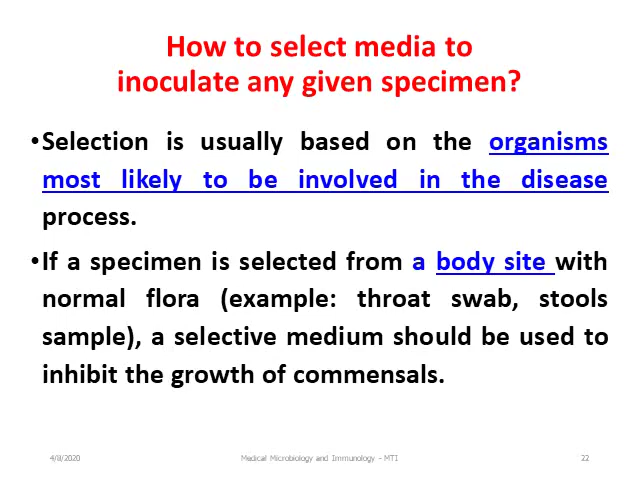 How to select media to
inoculate any given specimen?
•Selection is usually based on the organisms
most likely to be involved in the disease
process.
•If a specimen is selected from a body site with
normal flora (example: throat swab, stools
sample), a selective medium should be used to
inhibit the growth of commensals.
4/8/2020 Medical Microbiology and Immunology - MTI 22